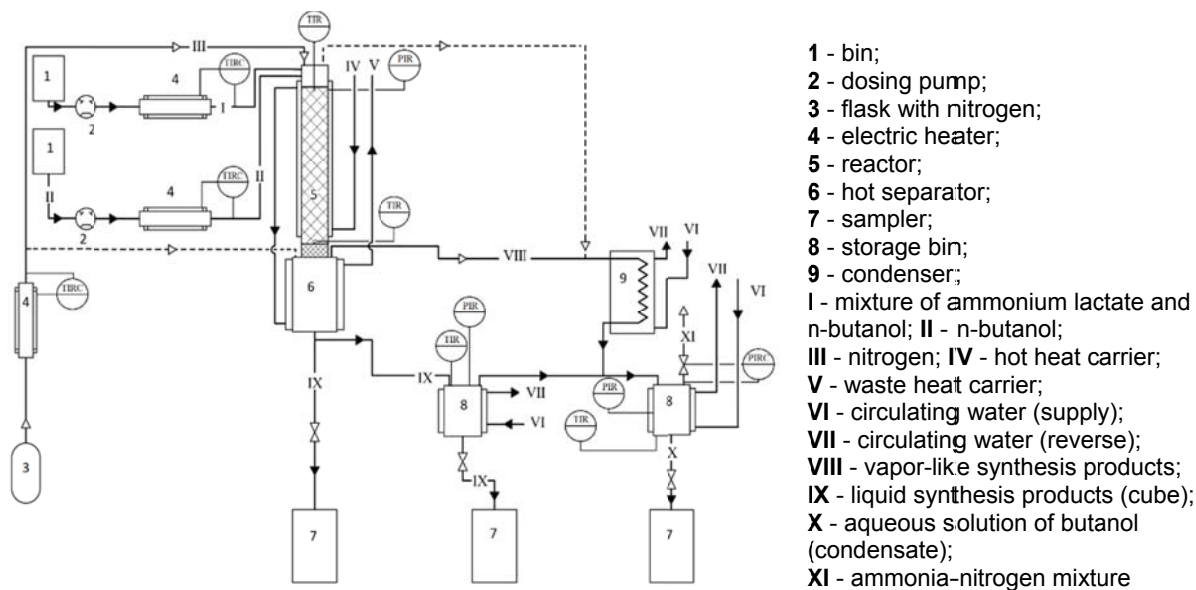 TIR
III
TIRC
IV
V
PIR
1
4
I
2
1
4
TIRC
II
II
5
2
TIR
VII
VI
VIII
9
VII
VI
4
TIRC
6
PIR
TIR
XI
PIRC
IX
IX
8
VII
VI
PIR
8
TIR
3
IX
X
7
7
7
1 - bin;
2 - dosing pump;
3 - flask with nitrogen;
4 - electric heater;
5 - reactor;
6 - hot separator;
7 - sampler;
8 - storage bin;
9 - condenser;
I - mixture of ammonium lactate and
n-butanol; II - n-butanol;
III - nitrogen; IV - hot heat carrier;
V - waste heat carrier;
VI - circulating water (supply);
VII - circulating water (reverse);
VIII - vapor-like synthesis products;
IX - liquid synthesis products (cube);
X - aqueous solution of butanol
(condensate);
XI - ammonia-nitrogen mixture